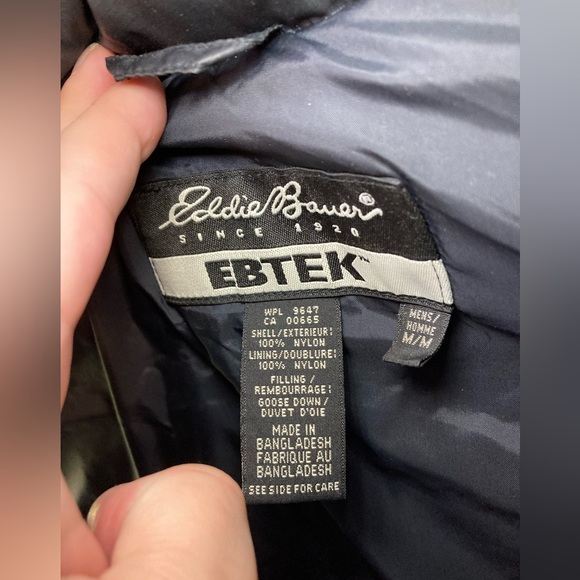 Eddie Bauer®
SINCE 1920
EBTEK™
WPL 9647
CA 00665
SHELL/EXTERIEUR:
100% NYLON
LINING/DOUBLURE:
100% NYLON
FILLING /
REMBOURRAGE:
GOOSE DOWN/
DUVET D'OIE
MADE IN
BANGLADESH
FABRIQUE AU
BANGLADESH
SEE SIDE FOR CARE
MENS/
HOMME
M/M